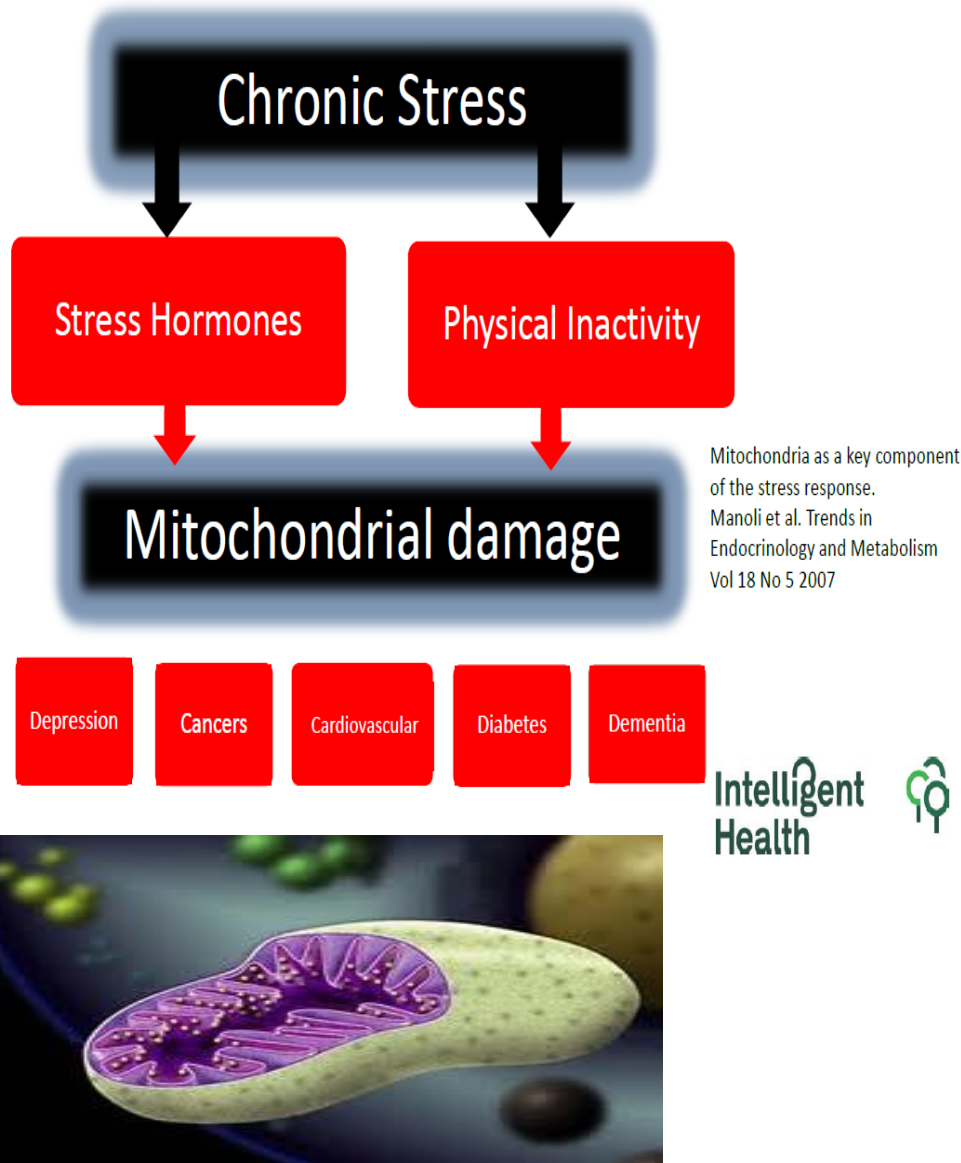 Chronic Stress
Stress Hormones
Physical Inactivity
Mitochondrial damage
Mitochondria as a key component
of the stress response.
Manoli et al. Trends in
Endocrinology and Metabolism
Vol 18 No 5 2007
Depression
Cancers
Cardiovascular
Diabetes
Dementia
Intelligent
Health